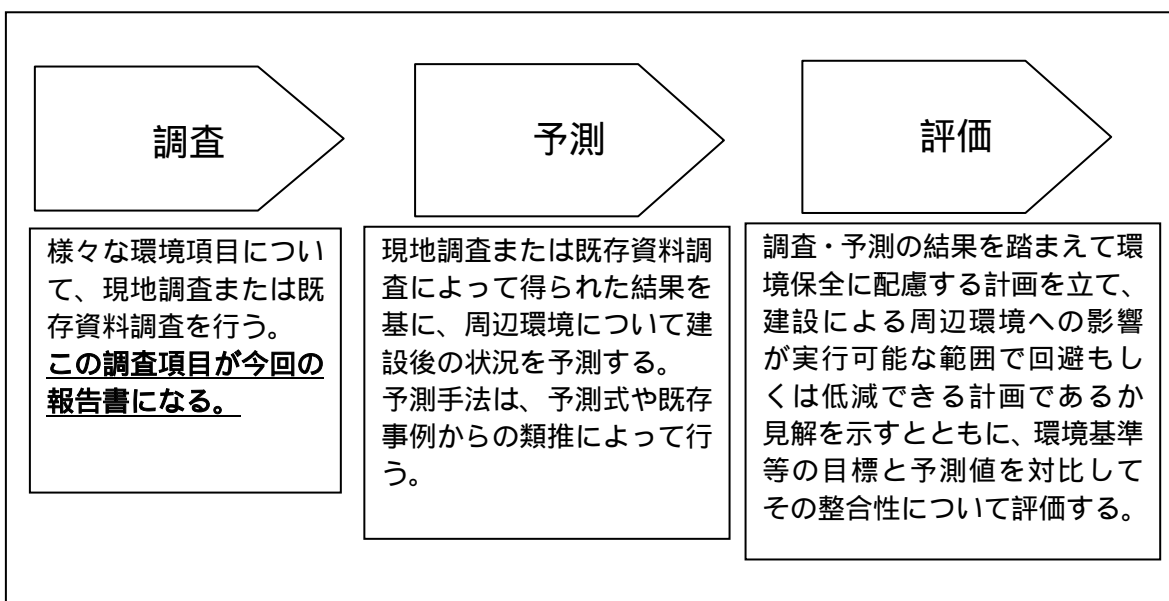 調査
様々な環境項目につい
て、現地調査または既
存資料調査を行う。
この調査項目が今回の
報告書になる。
予測
現地調査または既存資料調
査によって得られた結果を
基に、周辺環境について建
設後の状況を予測する。
予測手法は、予測式や既存
事例からの類推によって行
う。
評価
調査・予測の結果を踏まえて環
境保全に配慮する計画を立て、
建設による周辺環境への影響
が実行可能な範囲で回避もし
くは低減できる計画であるか
見解を示すとともに、環境基準
等の目標と予測値を対比して
その整合性について評価する。